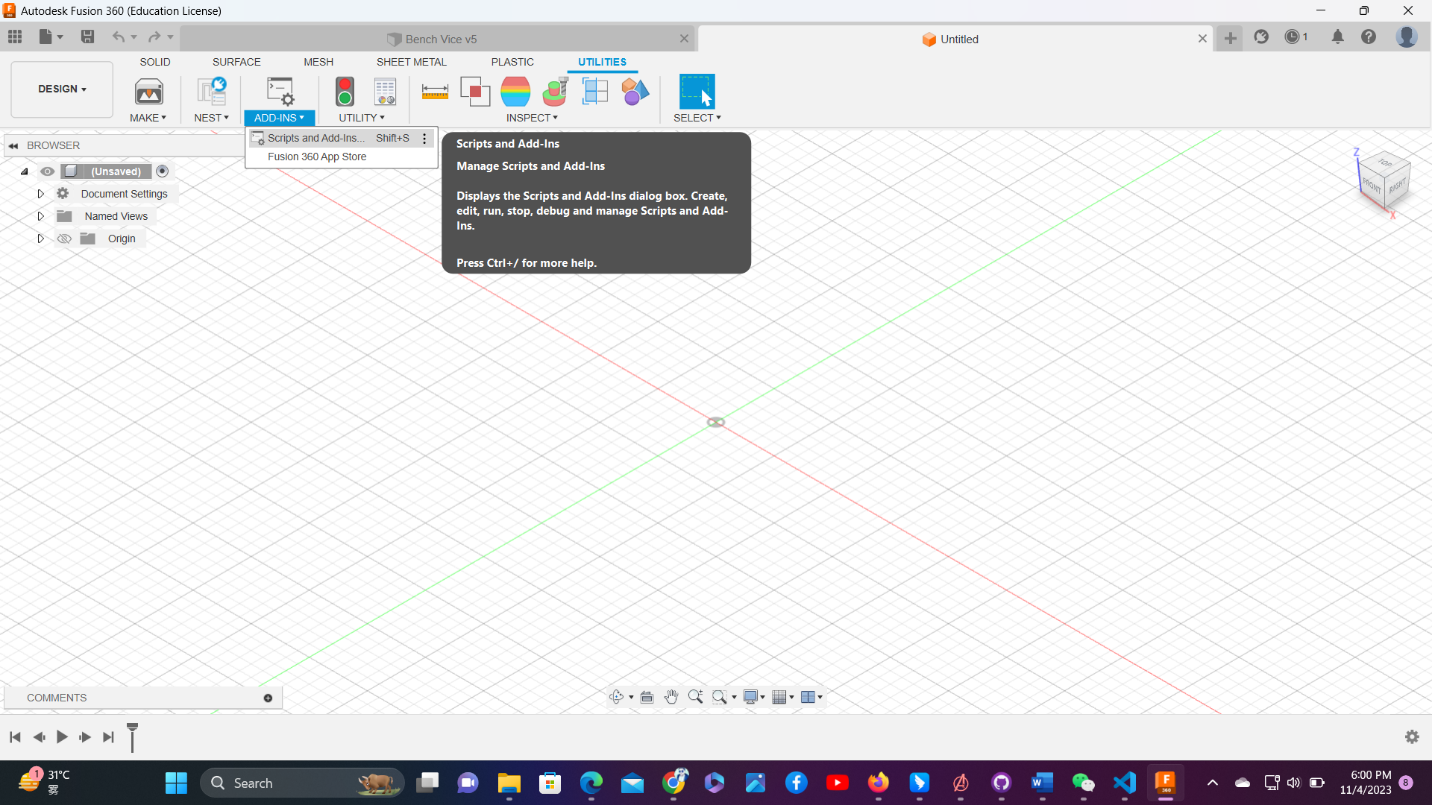 Autodesk Fusion 360 (Education License)
Bench Vice v5
Untitled
1
SOLID
SURFACE
MESH
SHEET METAL
PLASTIC
UTILITIES
DESIGN
MAKE
NEST
ADD-INS
UTILITY
INSPECT
SELECT
Scripts and Add-Ins... Shift+S
Fusion 360 App Store
BROWSER
(Unsaved)
Document Settings
Named Views
Origin
Scripts and Add-Ins
Manage Scripts and Add-Ins
Displays the Scripts and Add-Ins dialog box. Create,
edit, run, stop, debug and manage Scripts and Add-
Ins.
Press Ctrl+/ for more help.
Z
TOP
FRONT
RIGHT
X
COMMENTS
1
31°C
雾
Search
F
360
6:00 PM
11/4/2023
8